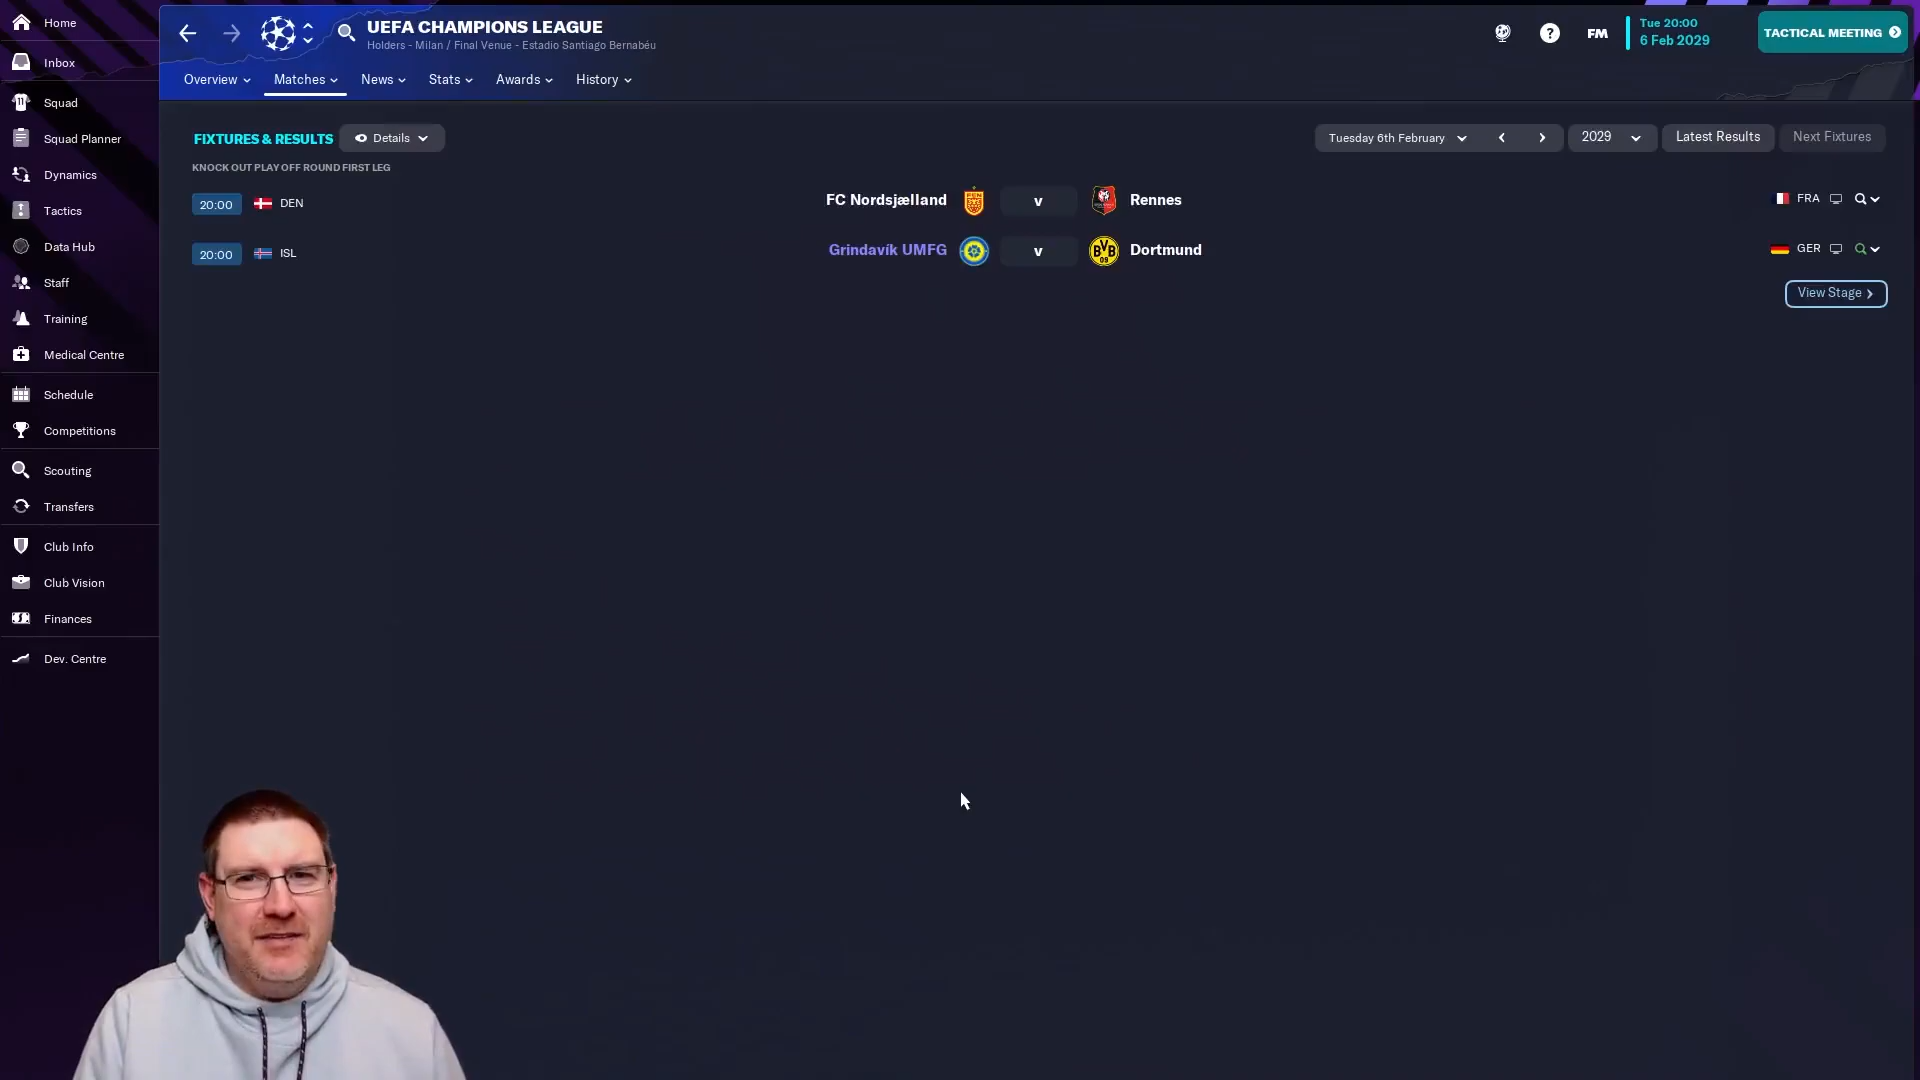 Home
Inbox
Squad
Squad Planner
Dynamics
Tactics
Data Hub
Staff
Training
Medical Centre
Schedule
Competitions
Scouting
Transfers
Club Info
Club Vision
Finances
Dev. Centre
UEFA CHAMPIONS LEAGUE
Holders - Milan / Final Venue - Estadio Santiago Bernabéu
FM
Tue 20:00
6 Feb 2029
TACTICAL MEETING
Overview Matches News Stats Awards History
FIXTURES & RESULTS Details Tuesday 6th February 2029 Latest Results Next Fixtures
KNOCK OUT PLAY OFF ROUND FIRST LEG
20:00 DEN FC Nordsjælland v Rennes FRA
20:00 ISL Grindavík UMFG v Dortmund GER
View Stage